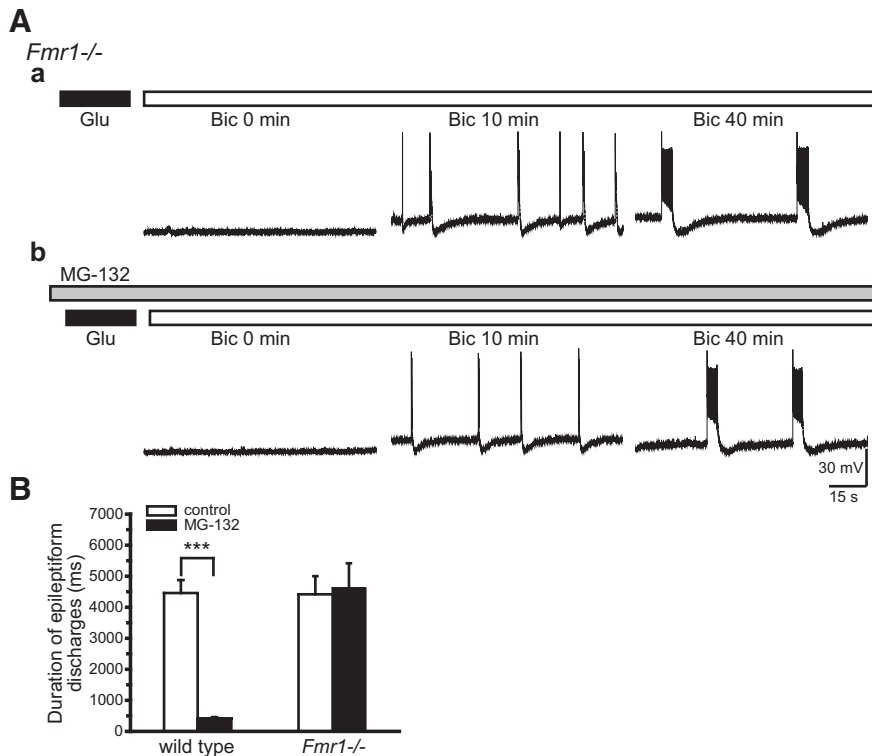 A
Fmr1-/-
a
Glu
Bic 0 min
Bic 10 min
Bic 40 min
b
MG-132
Glu
Bic 0 min
Bic 10 min
Bic 40 min
30 mV
15 s
B
control
MG-132
***
Duration of epileptiform
discharges (ms)
7000
6000
5000
4000
3000
2000
1000
0
wild type
Fmr1-/-